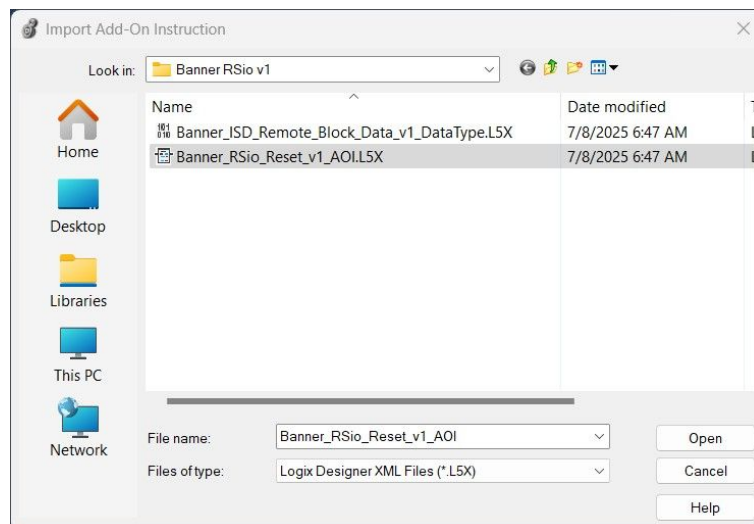 Import Add-On Instruction
Look in: Banner RSio v1
Name Date modified
Banner_ISD_Remote_Block_Data_v1_DataType.L5X 7/8/2025 6:47 AM
Banner_RSio_Reset_v1_AOI.L5X 7/8/2025 6:47 AM
Home
Desktop
Libraries
This PC
Network
File name: Banner_RSio_Reset_v1_AOI Open
Files of type: Logix Designer XML Files (*.L5X) Cancel
Help